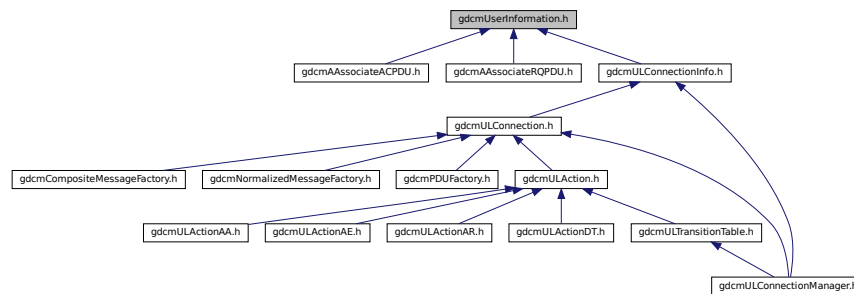 gdcmUserInformation.h
gdcmAAssociateACPDU.h
gdcmAAssociateRQPDU.h
gdcmULConnectionInfo.h
gdcmULConnection.h
gdcmCompositeMessageFactory.h
gdcmNormalizedMessageFactory.h
gdcmPDUFactory.h
gdcmULAction.h
gdcmULActionAA.h
gdcmULActionAE.h
gdcmULActionAR.h
gdcmULActionDT.h
gdcmULTransitionTable.h
gdcmULConnectionManager.h